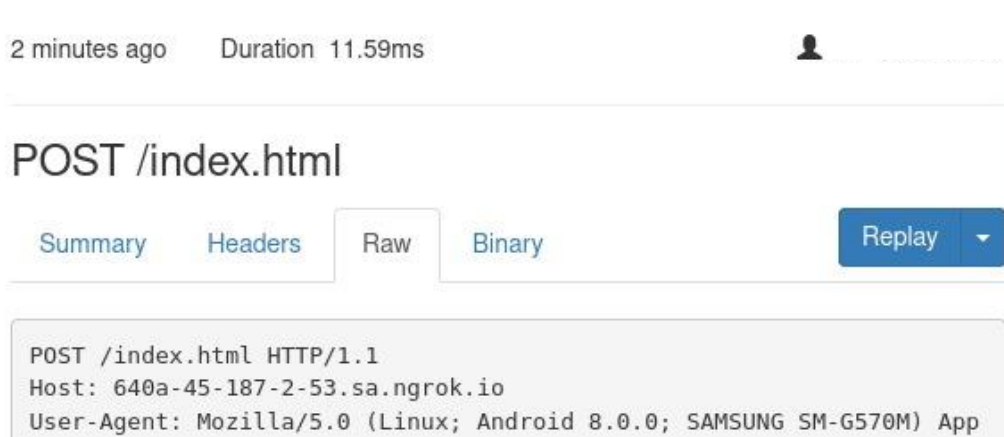 2 minutes ago Duration 11.59ms
POST /index.html
Summary Headers Raw Binary Replay
POST /index.html HTTP/1.1
Host: 640a-45-187-2-53.sa.ngrok.io
User-Agent: Mozilla/5.0 (Linux; Android 8.0.0; SAMSUNG SM-G570M) App